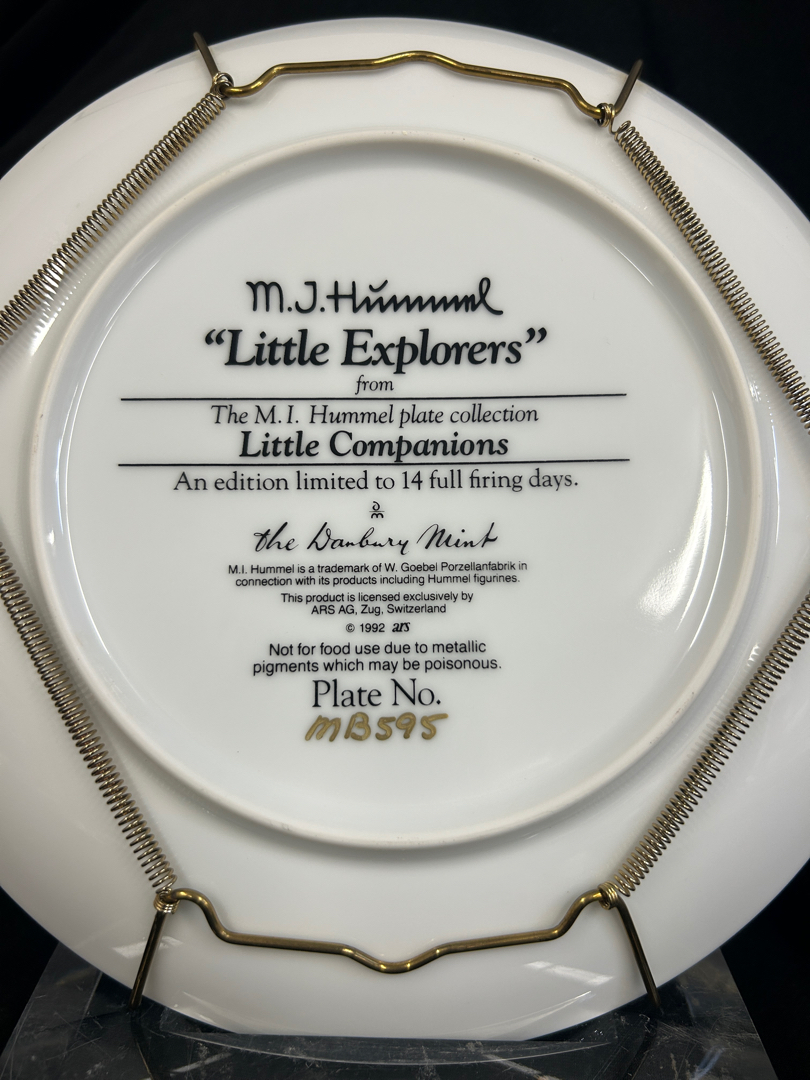 M.J.Hummel
“Little Explorers”
from
The M.I. Hummel plate collection
Little Companions
An edition limited to 14 full firing days.
the Danbury Mint
M.I. Hummel is a trademark of W. Goebel Porzellanfabrik in
connection with its products including Hummel figurines.
This product is licensed exclusively by
ARS AG, Zug, Switzerland
© 1992 ars
Not for food use due to metallic
pigments which may be poisonous.
Plate No.
MB595